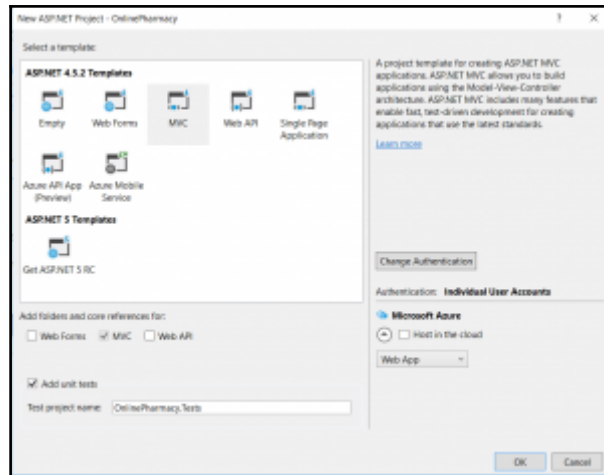 New ASP.NET Project - OnlinePharmacy
Select a template:
ASP.NET 4.5.2 Templates
Empty
Web Forms
MVC
Web API
Single Page
Application
Azure API App
(Preview)
Azure Mobile
Service
ASP.NET 5 Templates
Get ASP.NET 5 RC
A project template for creating ASP.NET MVC
applications. ASP.NET MVC allows you to build
applications using the Model-View-Controller
architecture. ASP.NET MVC includes many features that
enable fast, test-driven development for creating
applications that use the latest standards.
Learn more
Change Authentication
Authentication: Individual User Accounts
Microsoft Azure
Host in the cloud
Web App
Add folders and core references for:
Web Forms MVC Web API
Add unit tests
Test project name: OnlinePharmacy.Tests
OK Cancel